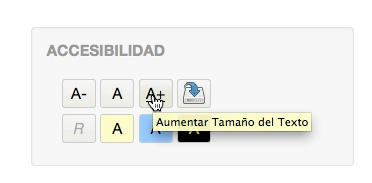 ACCESIBILIDAD
A- A A+
Aumentar Tamaño del Texto
R A A A